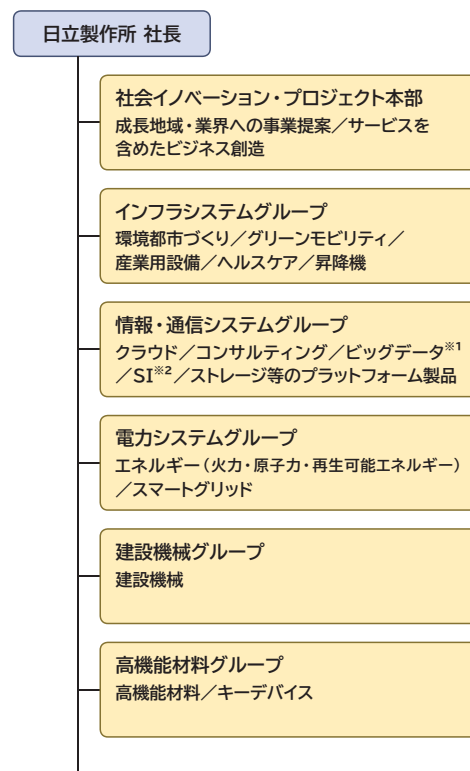 日立製作所 社長
社会イノベーション・プロジェクト本部
成長地域・業界への事業提案／サービスを
含めたビジネス創造
インフラシステムグループ
環境都市づくり／グリーンモビリティ／
産業用設備／ヘルスケア／昇降機
情報・通信システムグループ
クラウド／コンサルティング／ビッグデータ※1
／SI※2／ストレージ等のプラットフォーム製品
電力システムグループ
エネルギー（火力・原子力・再生可能エネルギー）
／スマートグリッド
建設機械グループ
建設機械
高機能材料グループ
高機能材料／キーデバイス